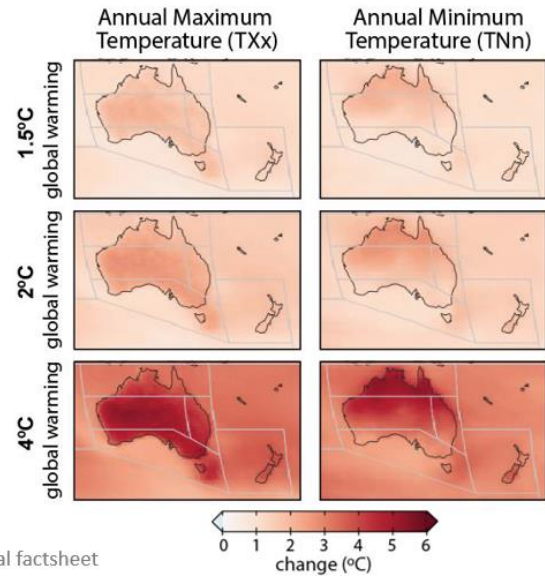 Annual Maximum
Temperature (TXx)
Annual Minimum
Temperature (TNn)
1.5ºC
global warming
2ºC
global warming
4ºC
global warming
0 1 2 3 4 5 6
change (ºC)
factsheet